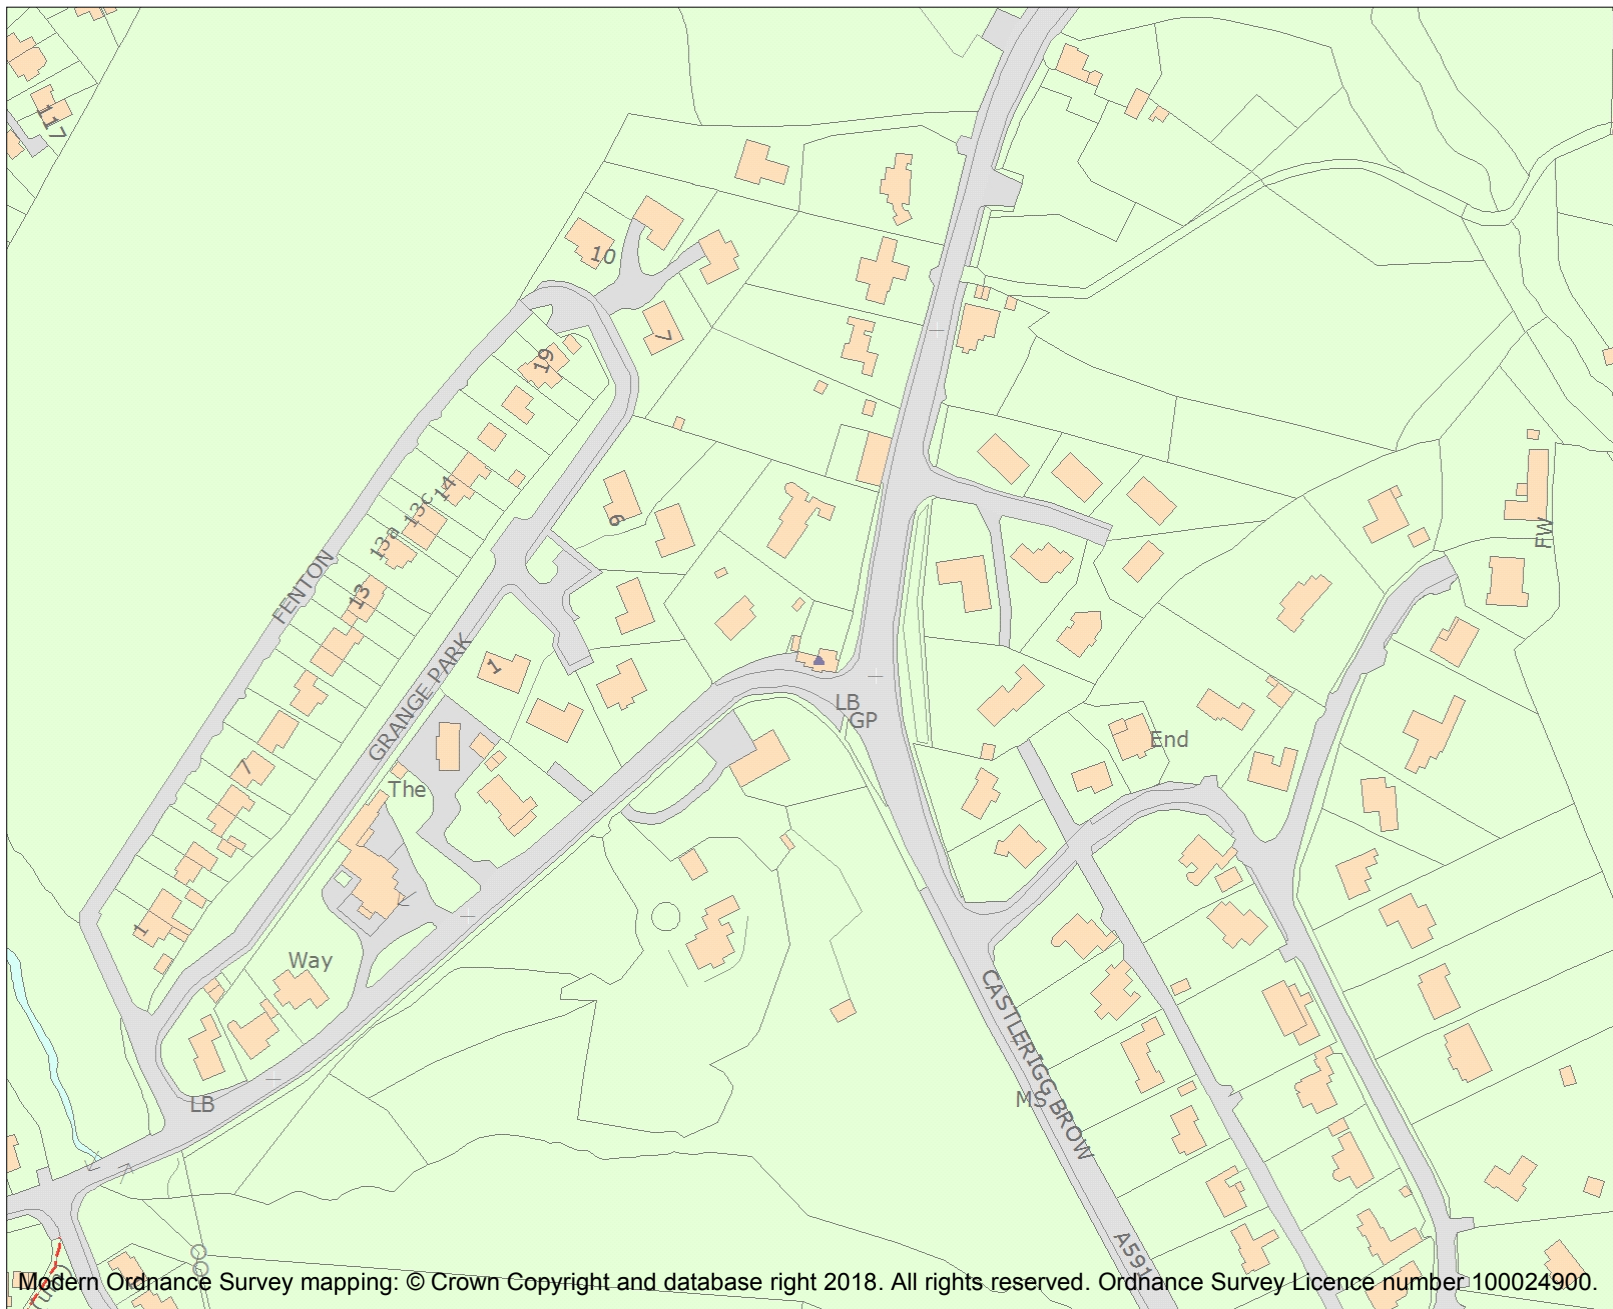 117
10
7
19
14
13c
13a
6
FENTON
13
FW
GRANGE PARK
1
LB
GP
End
7
The
1
Way
CASTLERIGG BROW
MS
LB
A591
Modern Ordnance Survey mapping: © Crown Copyright and database right 2018. All rights reserved. Ordnance Survey Licence number 100024900.